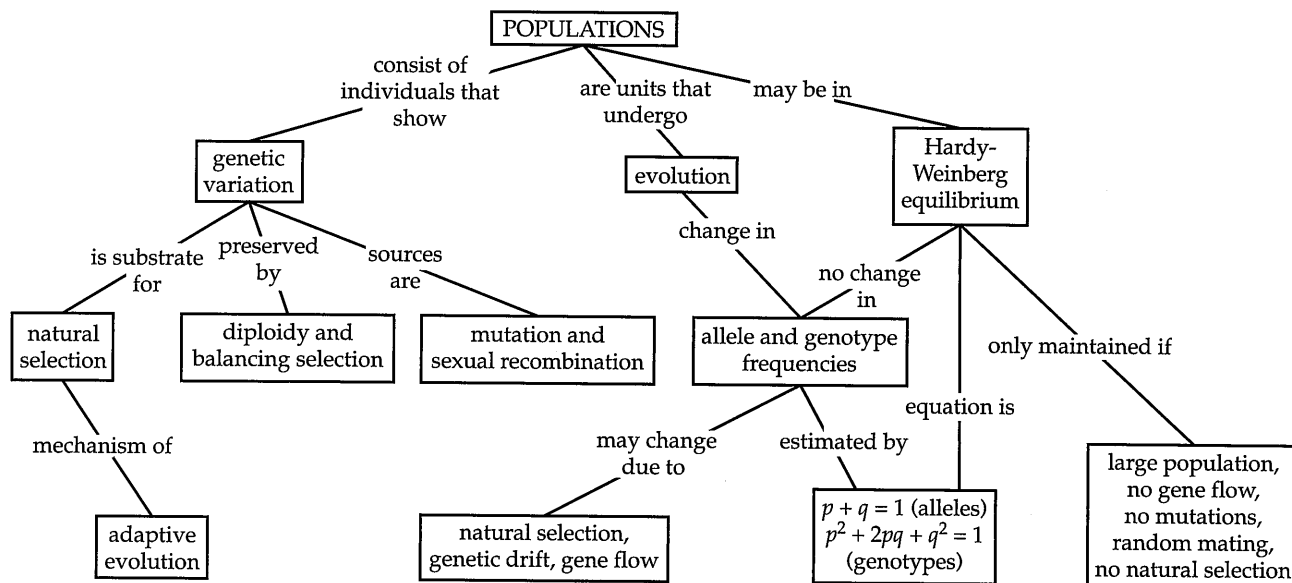 POPULATIONS
consist of
individuals that
show
are units that
undergo
may be in
genetic
variation
evolution
Hardy-
Weinberg
equilibrium
is substrate
for
preserved
by
sources
are
change in
no change
in
natural
selection
diploidy and
balancing selection
mutation and
sexual recombination
allele and genotype
frequencies
only maintained if
mechanism of
may change
due to
estimated by
equation is
adaptive
evolution
natural selection,
genetic drift, gene flow
p + q = 1 (alleles)
p² + 2pq + q² = 1
(genotypes)
large population,
no gene flow,
no mutations,
random mating,
no natural selection